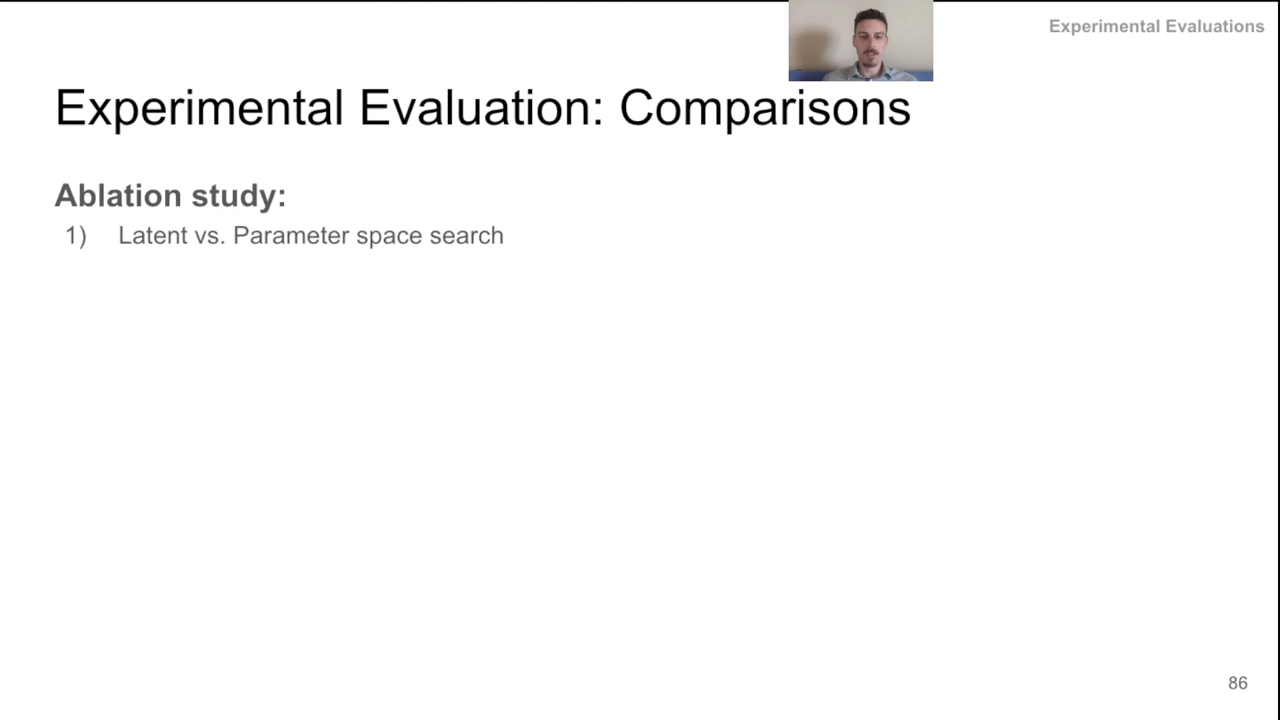 Experimental Evaluations
Experimental Evaluation: Comparisons
Ablation study:
1) Latent vs. Parameter space search
86